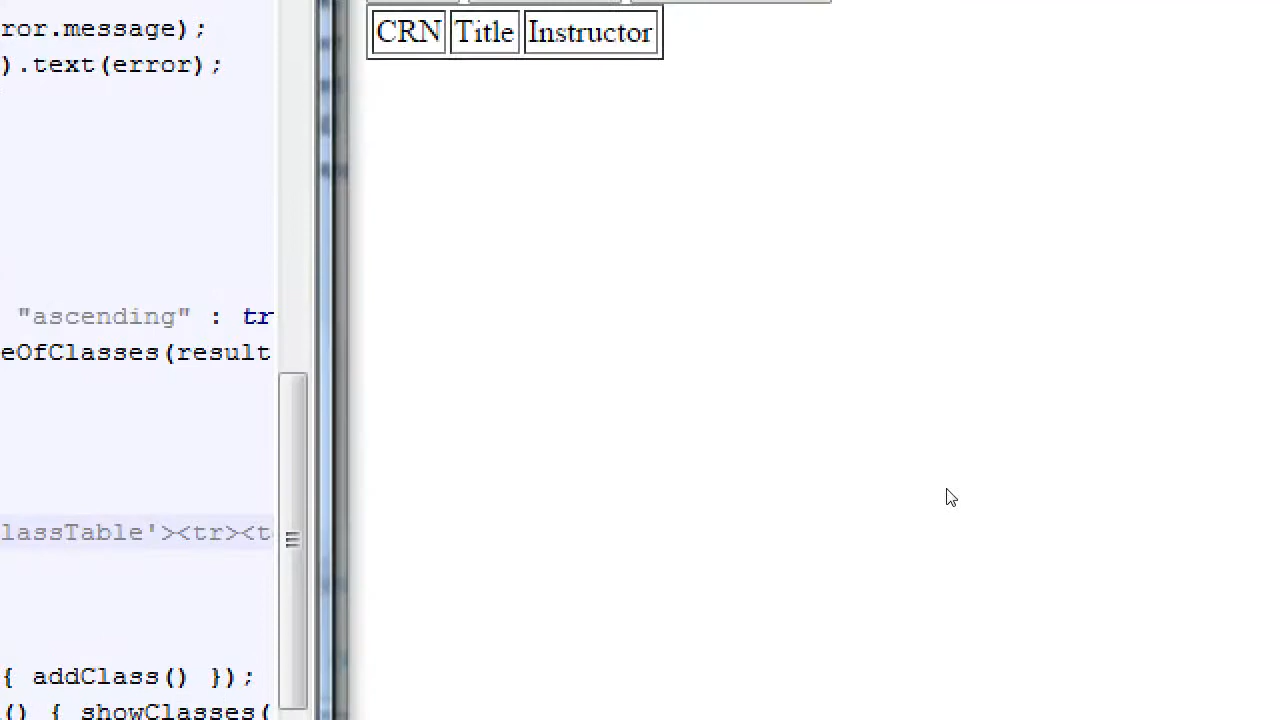 ror.message);
).text(error);
"ascending" : tr
eOfClasses(result
lassTable'><tr><t
{ addClass() });
() { showClasses(
CRN Title Instructor